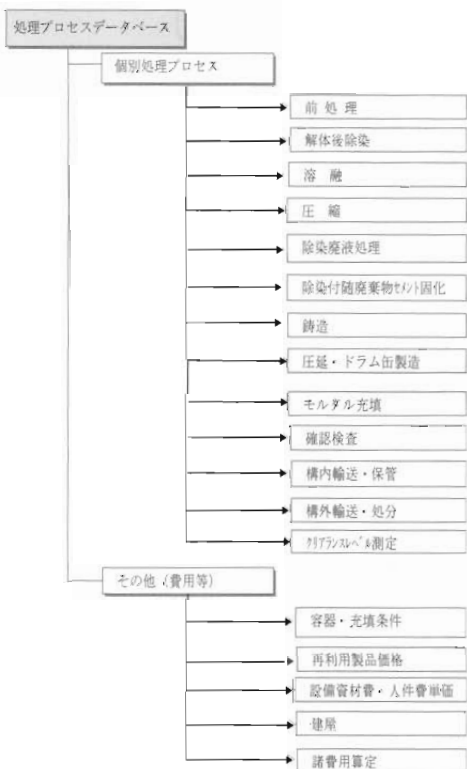 処理プロセスデータベース
個別処理プロセス
前 処 理
解体後除染
溶 融
圧 縮
除染廃液処理
除染付随廃棄物ｾﾒﾝﾄ固化
鋳造
圧延・ドラム缶製造
モルタル充填
確認検査
構内輸送・保管
構外輸送・処分
ｸﾘｱﾗﾝｽﾚﾍﾞﾙ測定
その他（費用等)
容器・充填条件
再利用製品価格
設備資材費・人件費単価
建屋
諸費用算定